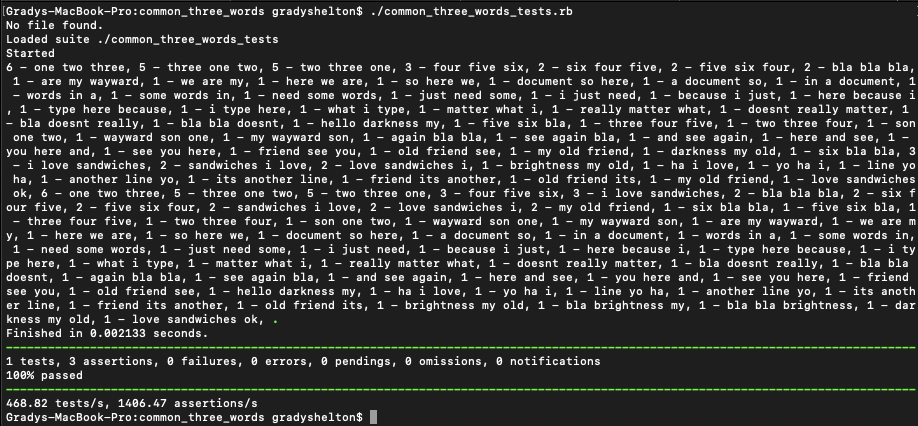 Gradys-MacBook-Pro:common_three_words gradyshelton$ ./common_three_words_tests.rb
No file found.
Loaded suite ./common_three_words_tests
Started
6 - one two three, 5 - three one two, 5 - two three one, 3 - four five six, 2 - six four five, 2 - five six four, 2 - bla bla bla,
 1 - are my wayward, 1 - we are my, 1 - here we are, 1 - so here we, 1 - document so here, 1 - a document so, 1 - in a document, 1
 - words in a, 1 - some words in, 1 - need some words, 1 - just need some, 1 - i just need, 1 - because i just, 1 - here because i
, 1 - type here because, 1 - i type here, 1 - what i type, 1 - matter what i, 1 - really matter what, 1 - doesnt really matter, 1
- bla doesnt really, 1 - bla bla doesnt, 1 - hello darkness my, 1 - five six bla, 1 - three four five, 1 - two three four, 1 - son
 one two, 1 - wayward son one, 1 - my wayward son, 1 - again bla bla, 1 - see again bla, 1 - and see again, 1 - here and see, 1 -
you here and, 1 - see you here, 1 - friend see you, 1 - old friend see, 1 - my old friend, 1 - darkness my old, 1 - six bla bla, 3
 - i love sandwiches, 2 - sandwiches i love, 2 - love sandwiches i, 1 - brightness my old, 1 - ha i love, 1 - yo ha i, 1 - line yo
ha, 1 - another line yo, 1 - its another line, 1 - friend its another, 1 - old friend its, 1 - my old friend, 1 - love sandwiches
ok, 6 - one two three, 5 - three one two, 5 - two three one, 3 - four five six, 3 - i love sandwiches, 2 - bla bla bla, 2 - six f
our five, 2 - five six four, 2 - sandwiches i love, 2 - love sandwiches i, 2 - my old friend, 1 - six bla bla, 1 - five six bla, 1
 - three four five, 1 - two three four, 1 - son one two, 1 - wayward son one, 1 - my wayward son, 1 - are my wayward, 1 - we are m
y, 1 - here we are, 1 - so here we, 1 - document so here, 1 - a document so, 1 - in a document, 1 - words in a, 1 - some words in,
 1 - need some words, 1 - just need some, 1 - i just need, 1 - because i just, 1 - here because i, 1 - type here because, 1 - i ty
pe here, 1 - what i type, 1 - matter what i, 1 - really matter what, 1 - doesnt really matter, 1 - bla doesnt really, 1 - bla bla
doesnt, 1 - again bla bla, 1 - see again bla, 1 - and see again, 1 - here and see, 1 - you here and, 1 - see you here, 1 - friend
see you, 1 - old friend see, 1 - hello darkness my, 1 - ha i love, 1 - yo ha i, 1 - line yo ha, 1 - another line yo, 1 - its anoth
er line, 1 - friend its another, 1 - old friend its, 1 - brightness my old, 1 - bla brightness my, 1 - bla bla brightness, 1 - dar
kness my old, 1 - love sandwiches ok, .
Finished in 0.002133 seconds.
1 tests, 3 assertions, 0 failures, 0 errors, 0 pendings, 0 omissions, 0 notifications
100% passed
468.82 tests/s, 1406.47 assertions/s
Gradys-MacBook-Pro:common_three_words gradyshelton$